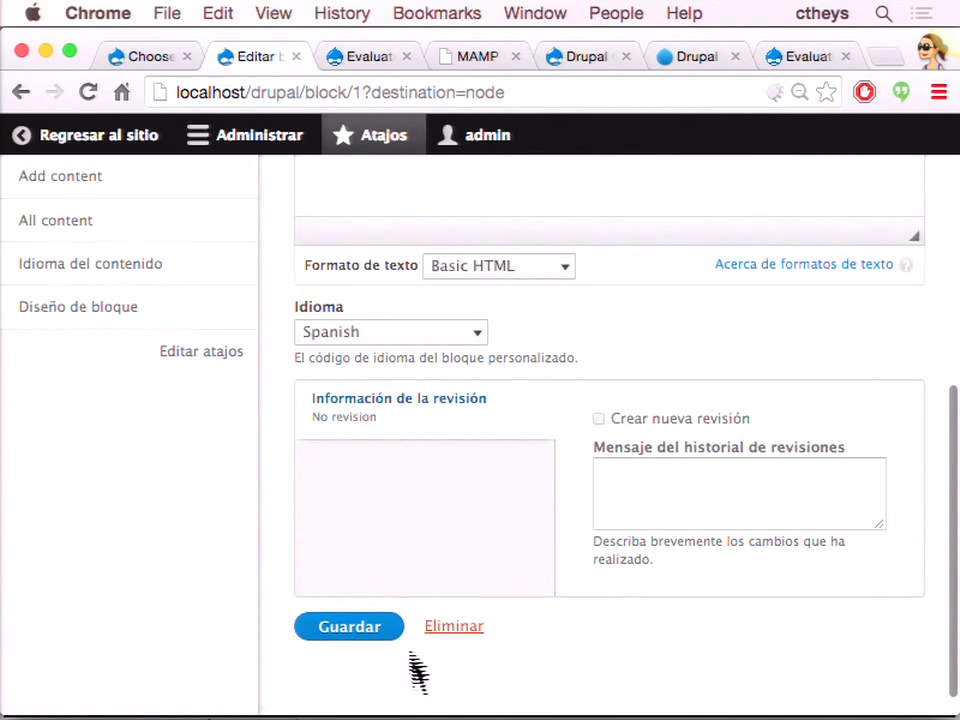 Chrome File Edit View History Bookmarks Window People Help ctheys
Choose Editar b Evaluat MAMP Drupal Drupal Evaluat
localhost/drupal/block/1?destination=node
Regresar al sitio Administrar Atajos admin
Add content
All content
Idioma del contenido
Diseño de bloque
Editar atajos
Formato de texto Basic HTML Acerca de formatos de texto
Idioma
Spanish
El código de idioma del bloque personalizado.
Información de la revisión
No revision
Crear nueva revisión
Mensaje del historial de revisiones
Describa brevemente los cambios que ha
realizado.
Guardar Eliminar